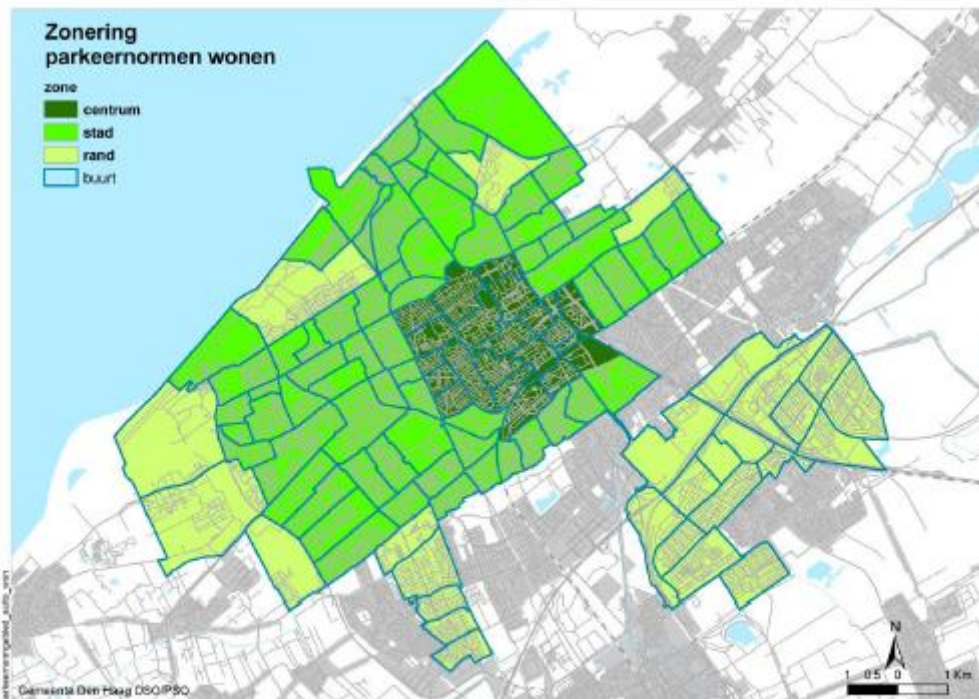 Zonering
parkeernormen wonen
zone
centrum
stad
rand
buurt
N
1 0.5 0 1 Km
Gemeente Den Haag DSO/PSO